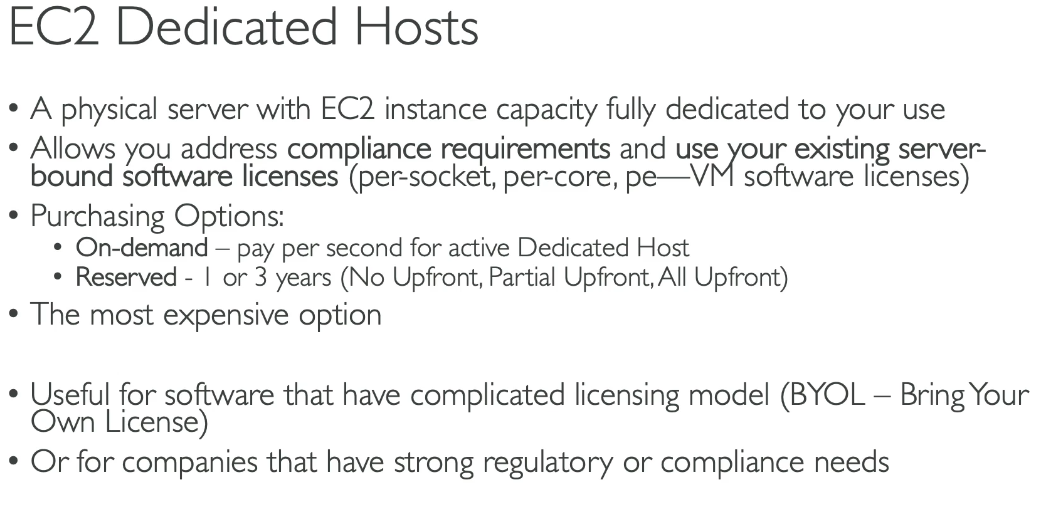 EC2 Dedicated Hosts
• A physical server with EC2 instance capacity fully dedicated to your use
• Allows you address compliance requirements and use your existing server-
bound software licenses (per-socket, per-core, pe—VM software licenses)
• Purchasing Options:
• On-demand – pay per second for active Dedicated Host
• Reserved - 1 or 3 years (No Upfront, Partial Upfront, All Upfront)
• The most expensive option
• Useful for software that have complicated licensing model (BYOL – Bring Your
Own License)
• Or for companies that have strong regulatory or compliance needs